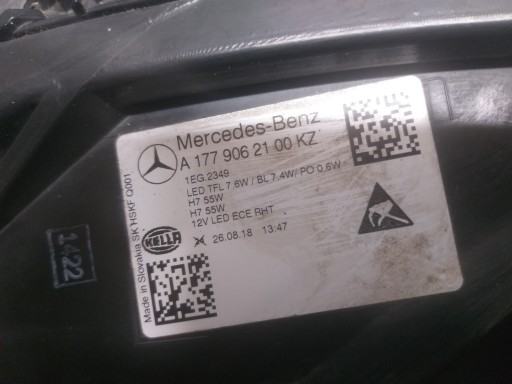 Mercedes-Benz
A 177 906 21 00 KZ
1EG.2349
LED TFL 7,6W / BL 7.4W/ PO 0.6W
H7 55W
H7 55W
12V LED ECE RHT
HELLA
26.08.18 13:47
Made in Slovakia SK HSKF Q001
1422